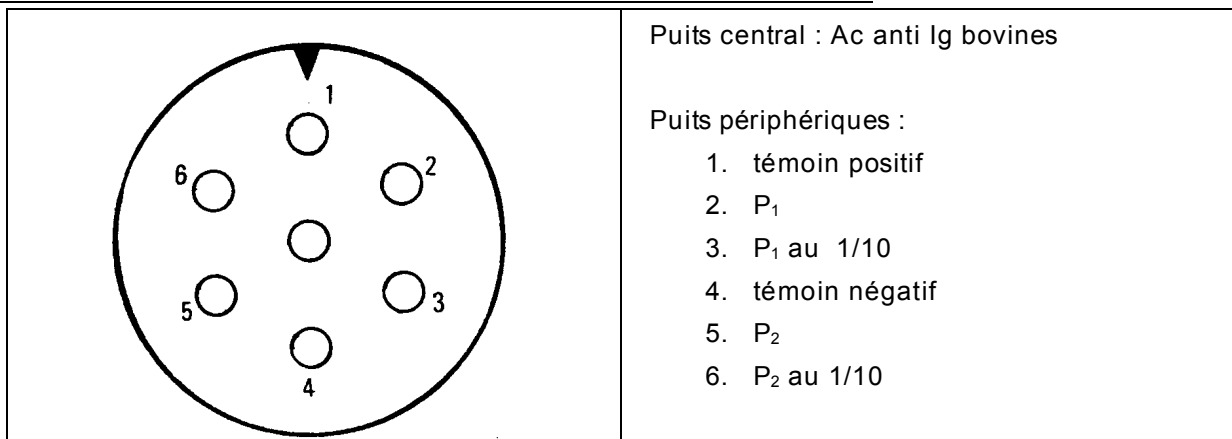 1
2
3
4
5
6
Puits central : Ac anti Ig bovines
Puits périphériques :
1. témoin positif
2. P₁
3. P₁ au 1/10
4. témoin négatif
5. P₂
6. P₂ au 1/10